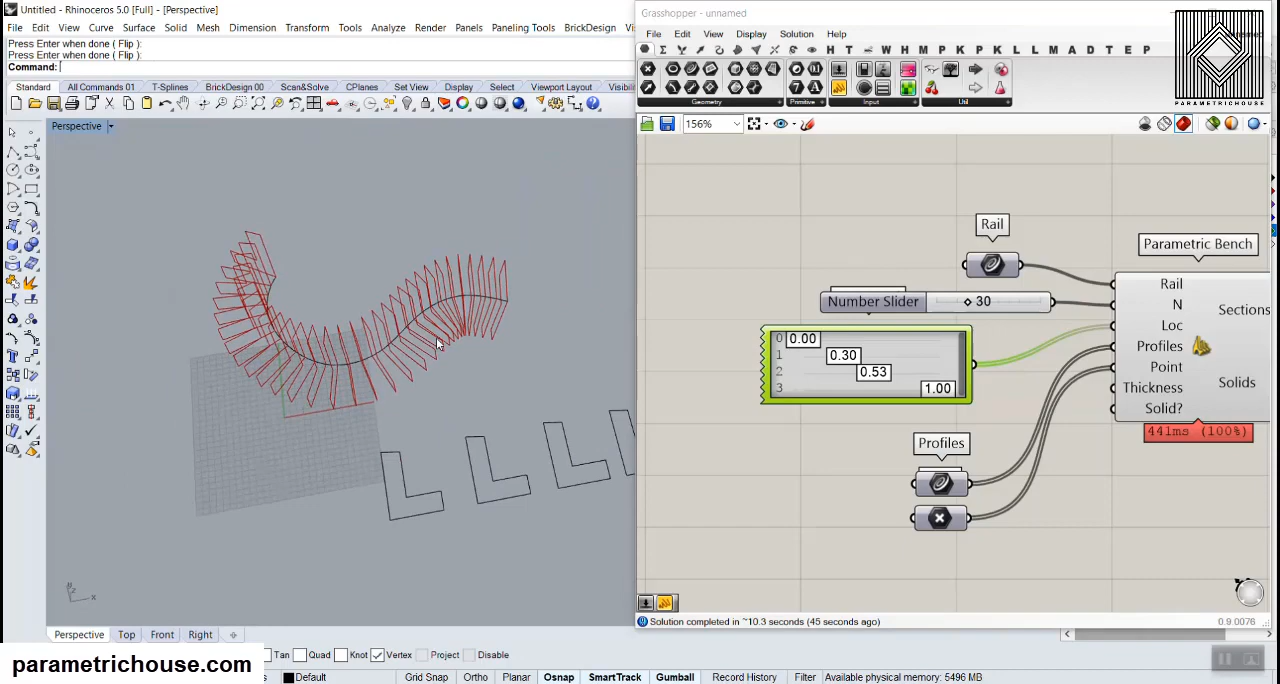 Untitled - Rhinoceros 5.0 [Full] - [Perspective]
File Edit View Curve Surface Solid Mesh Dimension Transform Tools Analyze Render Panels Paneling Tools BrickDesign
Press Enter when done ( Flip ):
Press Enter when done ( Flip ):
Command:
Standard All Commands 01 T-Splines BrickDesign 00 Scan&Solve CPlanes Set View Display Select Viewport Layout
Perspective
Perspective Top Front Right
Tan Quad Knot Vertex Project Disable
Default Grid Snap Ortho Planar Osnap SmartTrack Gumball Record History Filter Available physical memory: 5496 MB
parametrichouse.com
Grasshopper - unnamed
File Edit View Display Solution Help
H T W H M P K P K L L M A D T E P
Geometry Primitive Input Util
PARAMETRICHOUSE
156%
Rail
Number Slider 30
0 0.00
1 0.30
2 0.53
3 1.00
Profiles
Parametric Bench
Rail
N
Loc
Profiles
Point
Thickness
Solid?
Sections
Solids
441ms (100%)
Solution completed in ~10.3 seconds (45 seconds ago)
0.9.0076